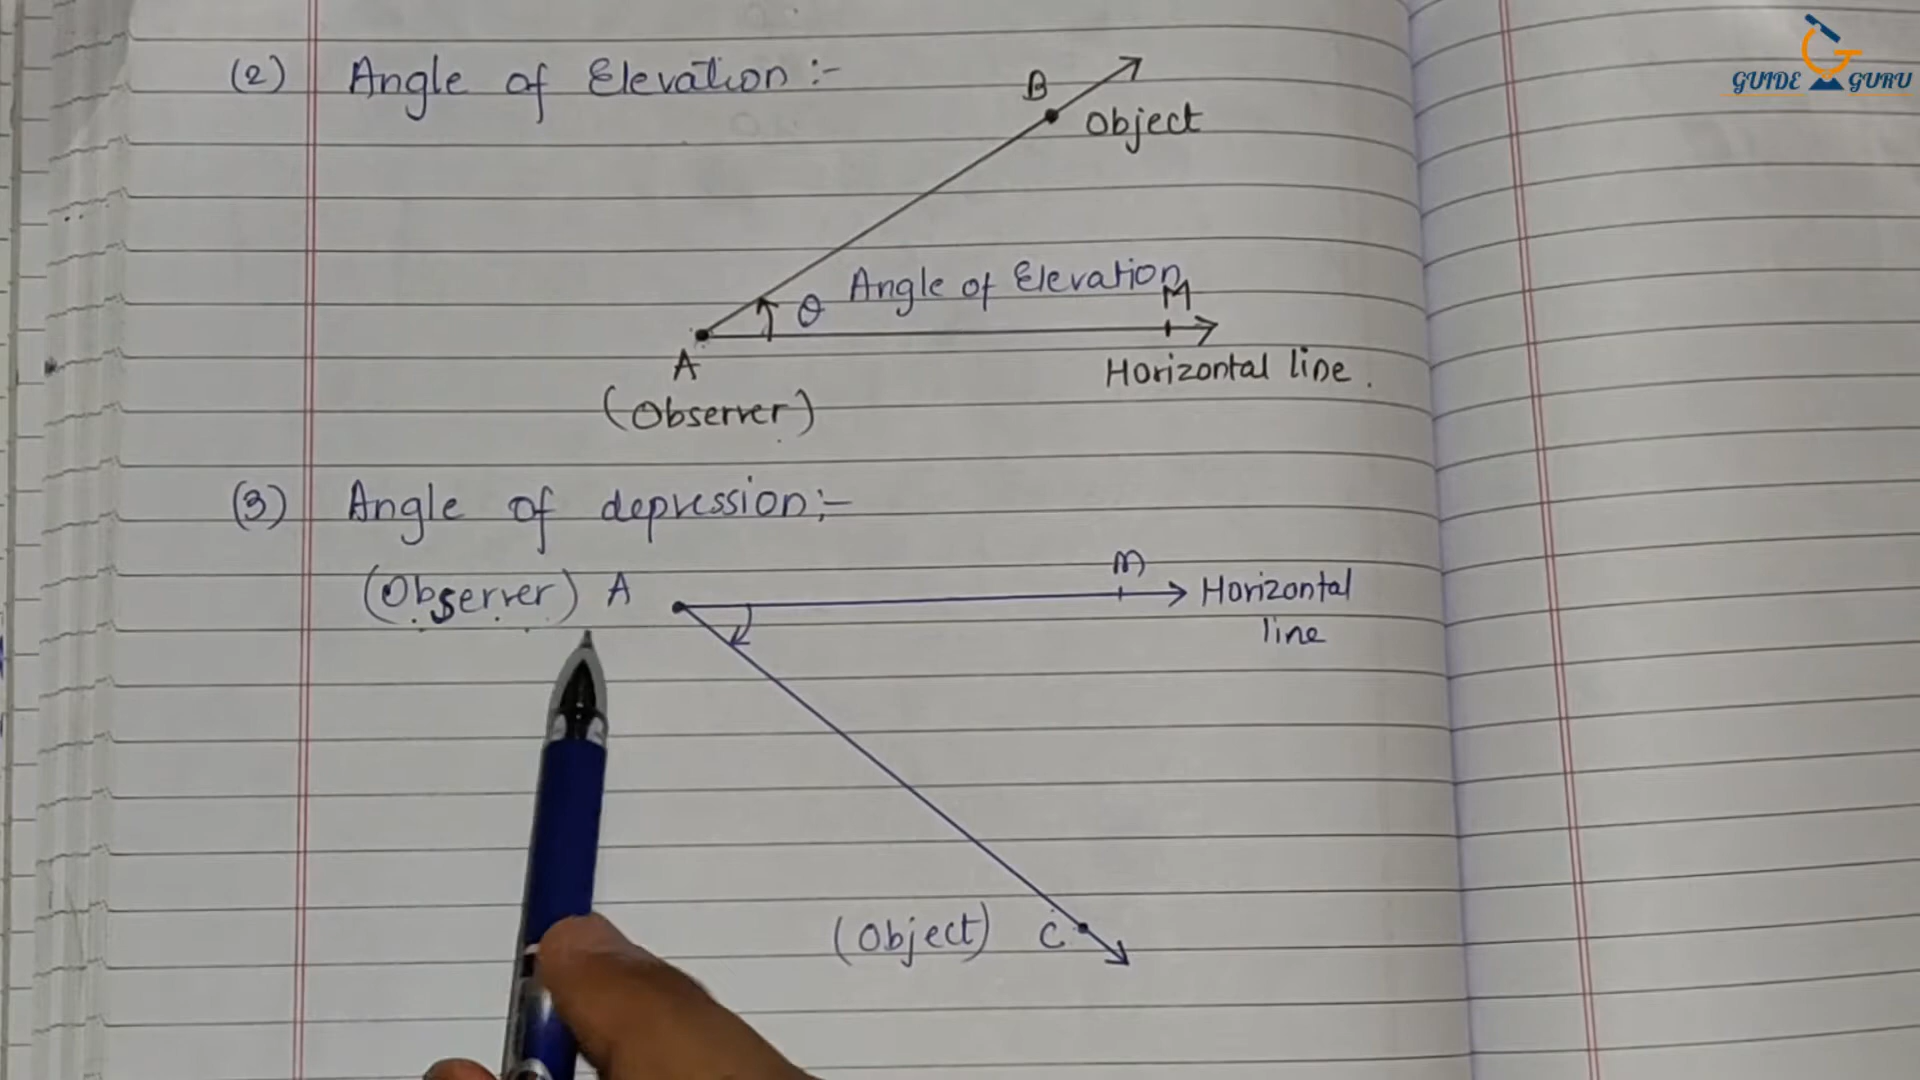 GUIDE GURU
(2) Angle of Elevation :-
B
Object
θ Angle of Elevation
M
A
Horizontal line.
(Observer)
(3) Angle of depression :-
(Observer) A
M
Horizontal
line
(Object) C